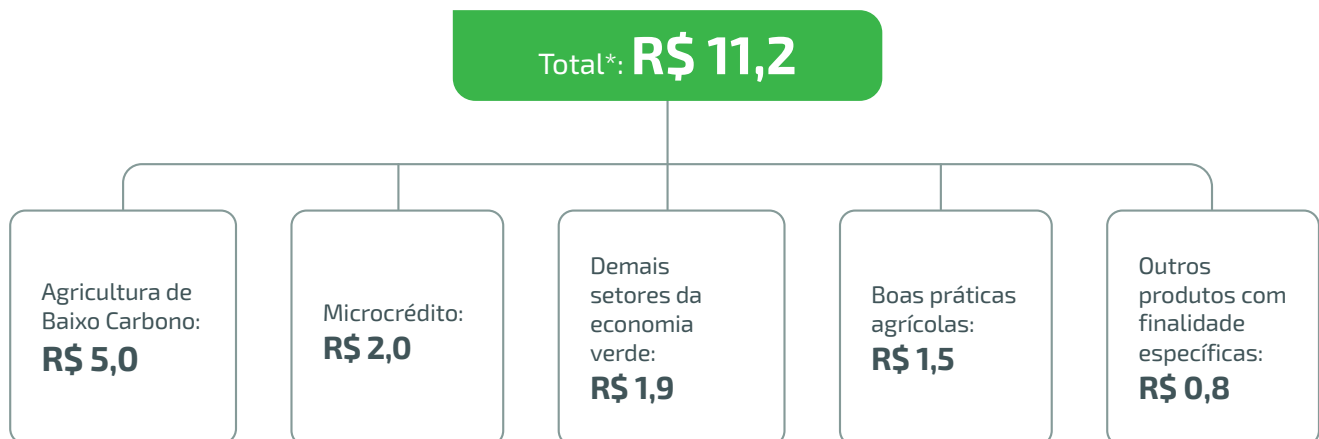 Total*: R$ 11,2
Agricultura de
Baixo Carbono:
R$ 5,0
Microcrédito:
R$ 2,0
Demais
setores da
economia
verde:
R$ 1,9
Boas práticas
agrícolas:
R$ 1,5
Outros
produtos com
finalidade
específicas:
R$ 0,8